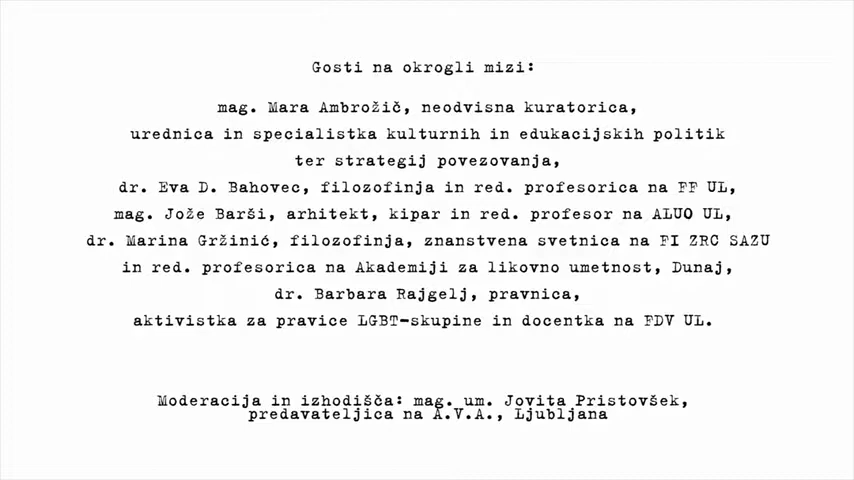 Gosti na okrogli mizi:
mag. Mara Ambrožič, neodvisna kuratorica,
urednica in specialistka kulturnih in edukacijskih politik
ter strategij povezovanja,
dr. Eva D. Bahovec, filozofinja in red. profesorica na FF UL,
mag. Jože Barši, arhitekt, kipar in red. profesor na ALUO UL,
dr. Marina Gržinić, filozofinja, znanstvena svetnica na FI ZRC SAZU
in red. profesorica na Akademiji za likovno umetnost, Dunaj,
dr. Barbara Rajgelj, pravnica,
aktivistka za pravice LGBT-skupine in docentka na FDV UL.
Moderacija in izhodišča: mag. um. Jovita Pristovšek,
predavateljica na A.V.A., Ljubljana